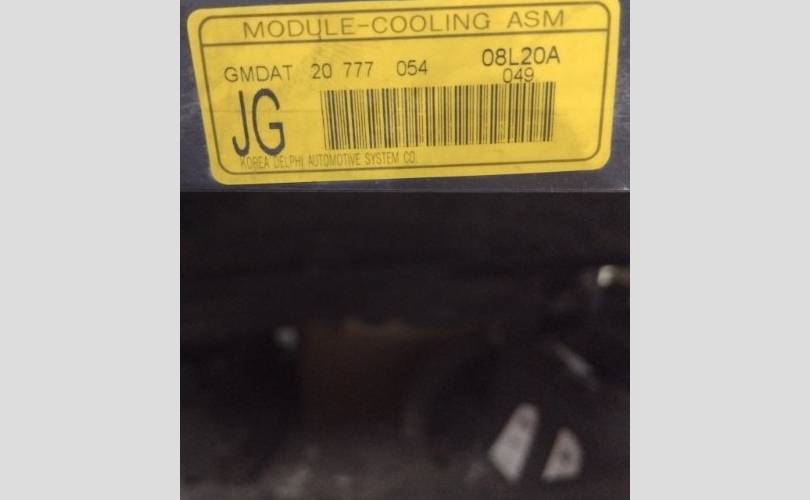 MODULE-COOLING ASM
GMDAT 20 777 054 08L20A
049
JG
KOREA DELPHI AUTOMOTIVE SYSTEM CO.